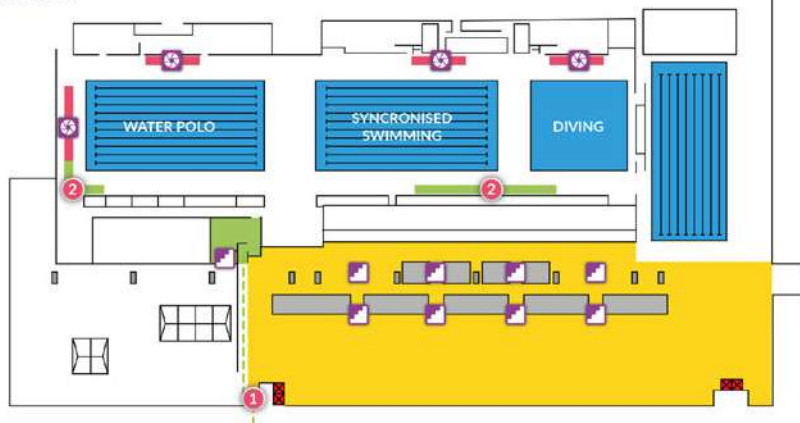 WATER POLO
SYNCRONISED
SWIMMING
DIVING
2
2
1